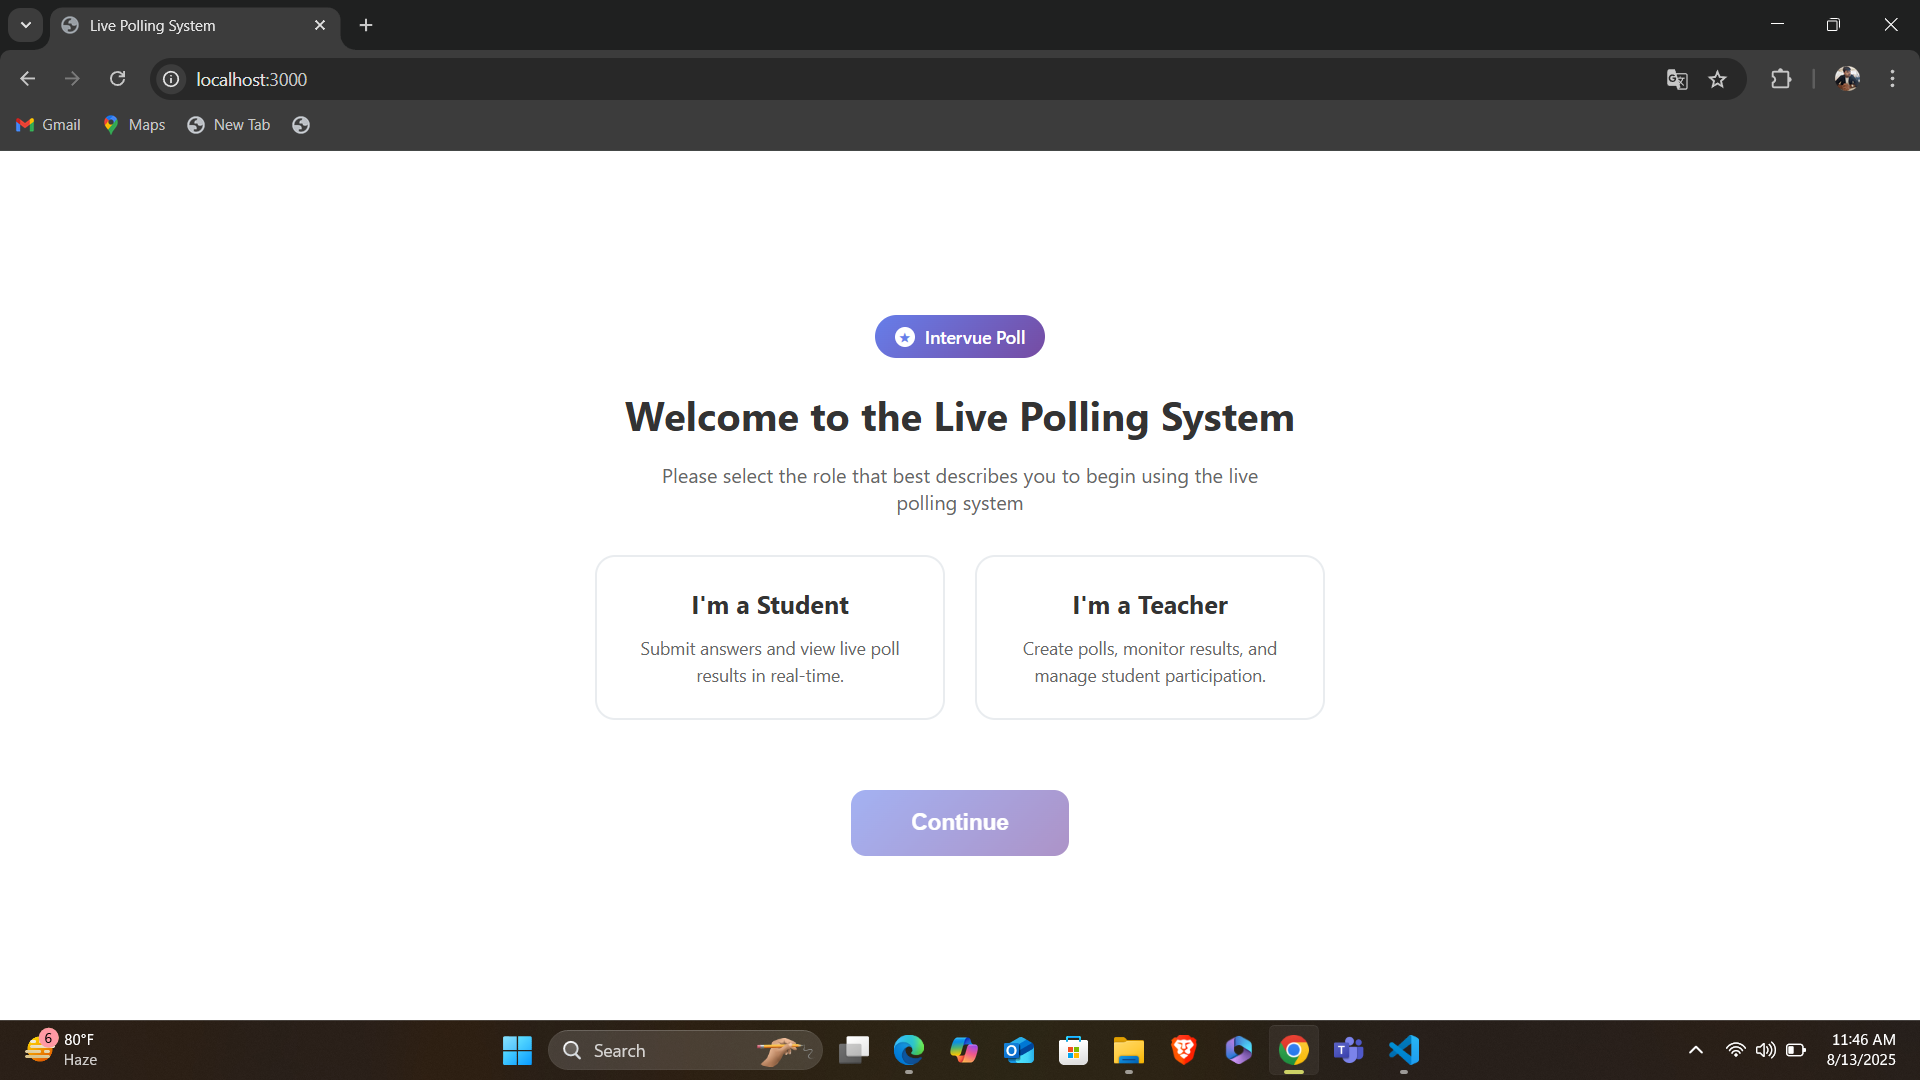 Live Polling System
localhost:3000
Gmail
Maps
New Tab
Intervue Poll
Welcome to the Live Polling System
Please select the role that best describes you to begin using the live
polling system
I'm a Student
Submit answers and view live poll
results in real-time.
I'm a Teacher
Create polls, monitor results, and
manage student participation.
Continue
6
80°F
Haze
Search
11:46 AM
8/13/2025